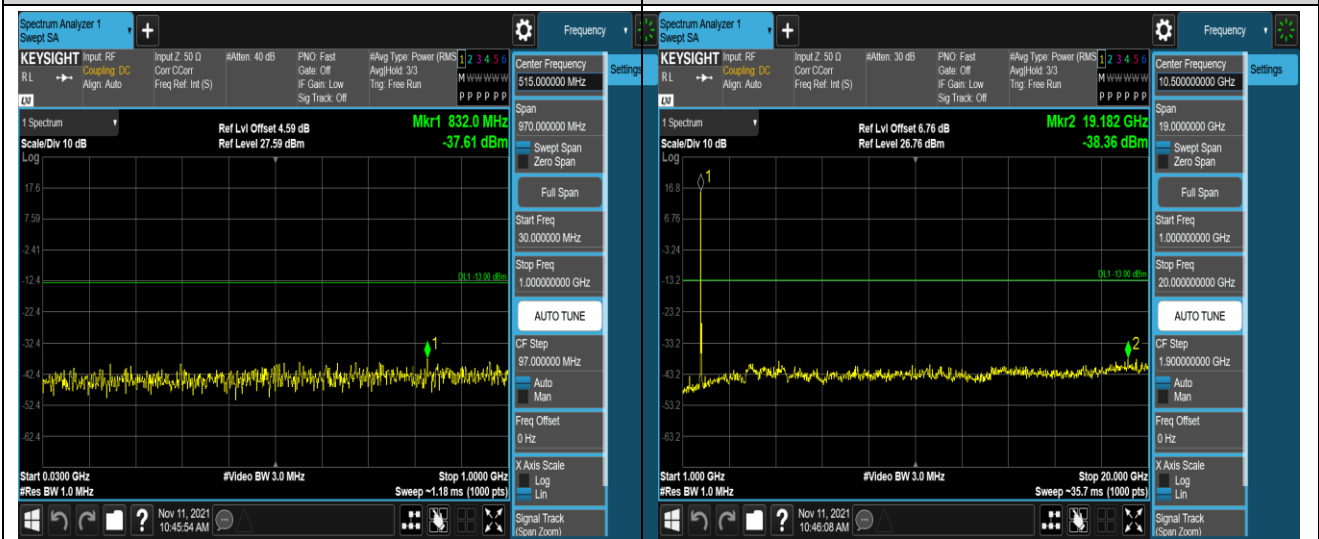 Spectrum Analyzer 1
Swept SA
+
Frequency
KEYSIGHT
RL
LXI
Input: RF
Coupling: DC
Align: Auto
Input Z: 50 Ω
Corr CCorr
Freq Ref: Int (S)
#Atten: 40 dB
PNO: Fast
Gate: Off
IF Gain: Low
Sig Track: Off
#Avg Type: Power (RMS
Avg|Hold: 3/3
Trig: Free Run
1 2 3 4 5 6
M W W W W W
P P P P P P
Center Frequency
515.000000 MHz
Settings
1 Spectrum
Scale/Div 10 dB
Log
Ref Lvl Offset 4.59 dB
Ref Level 27.59 dBm
Mkr1 832.0 MHz
-37.61 dBm
17.6
7.59
-2.41
-12.4
-22.4
-32.4
-42.4
-52.4
-62.4
DL1 -13.00 dBm
1
Start 0.0300 GHz
#Res BW 1.0 MHz
#Video BW 3.0 MHz
Stop 1.0000 GHz
Sweep ~1.18 ms (1000 pts)
Span
970.000000 MHz
Swept Span
Zero Span
Full Span
Start Freq
30.000000 MHz
Stop Freq
1.000000000 GHz
AUTO TUNE
CF Step
97.000000 MHz
Auto
Man
Freq Offset
0 Hz
X Axis Scale
Log
Lin
Signal Track
(Span Zoom)
?
Nov 11, 2021
10:45:54 AM
Spectrum Analyzer 1
Swept SA
+
Frequency
KEYSIGHT
RL
LXI
Input: RF
Coupling: DC
Align: Auto
Input Z: 50 Ω
Corr CCorr
Freq Ref: Int (S)
#Atten: 40 dB
PNO: Fast
Gate: Off
IF Gain: Low
Sig Track: Off
#Avg Type: Power (RMS
Avg|Hold: 3/3
Trig: Free Run
1 2 3 4 5 6
M W W W W W
P P P P P P
Center Frequency
10.500000000 GHz
Settings
1 Spectrum
Scale/Div 10 dB
Log
Ref Lvl Offset 6.76 dB
Ref Level 26.76 dBm
Mkr2 19.182 GHz
-38.36 dBm
1
16.8
6.76
-3.24
-13.2
-23.2
-33.2
-43.2
-53.2
-63.2
DL1 -13.00 dBm
2
Start 1.000 GHz
#Res BW 1.0 MHz
#Video BW 3.0 MHz
Stop 20.000 GHz
Sweep ~35.7 ms (1000 pts)
Span
19.0000000 GHz
Swept Span
Zero Span
Full Span
Start Freq
1.000000000 GHz
Stop Freq
20.000000000 GHz
AUTO TUNE
CF Step
1.900000000 GHz
Auto
Man
Freq Offset
0 Hz
X Axis Scale
Log
Lin
Signal Track
(Span Zoom)
?
Nov 11, 2021
10:46:08 AM